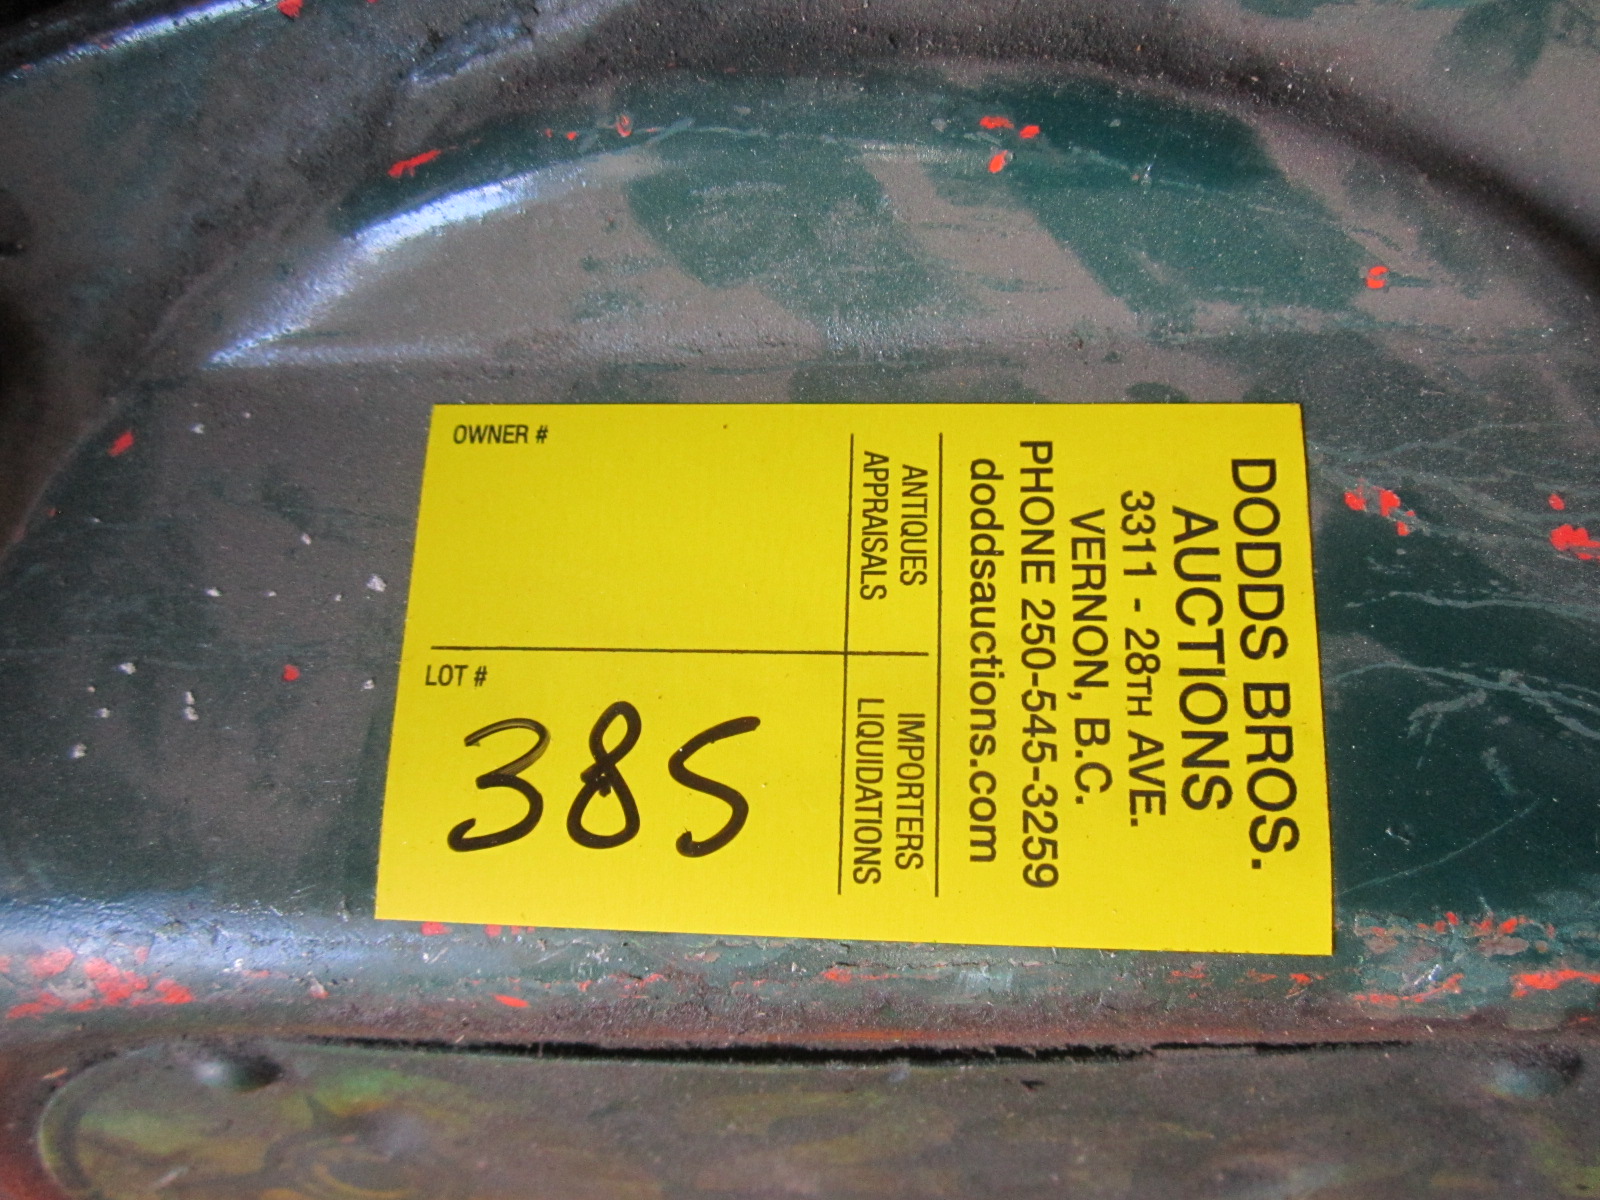 DODDS BROS.
AUCTIONS
3311 - 28TH AVE.
VERNON, B.C.
PHONE 250-545-3259
doddsauctions.com
ANTIQUES
APPRAISALS
IMPORTERS
LIQUIDATIONS
OWNER #
LOT #
385